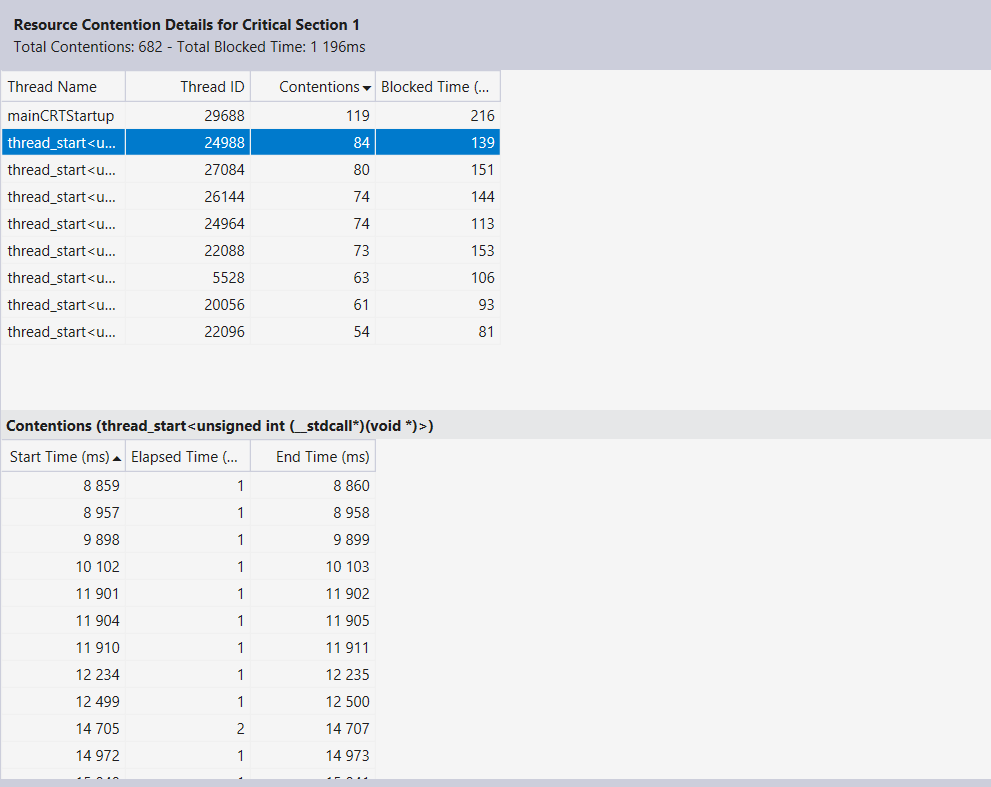 Resource Contention Details for Critical Section 1
Total Contentions: 682 - Total Blocked Time: 1 196ms
Thread Name Thread ID Contentions Blocked Time (...
mainCRTStartup 29688 119 216
thread_start<u... 24988 84 139
thread_start<u... 27084 80 151
thread_start<u... 26144 74 144
thread_start<u... 24964 74 113
thread_start<u... 22088 73 153
thread_start<u... 5528 63 106
thread_start<u... 20056 61 93
thread_start<u... 22096 54 81
Contentions (thread_start<unsigned int (__stdcall*)(void *)>)
Start Time (ms) Elapsed Time (... End Time (ms)
8 859 1 8 860
8 957 1 8 958
9 898 1 9 899
10 102 1 10 103
11 901 1 11 902
11 904 1 11 905
11 910 1 11 911
12 234 1 12 235
12 499 1 12 500
14 705 2 14 707
14 972 1 14 973